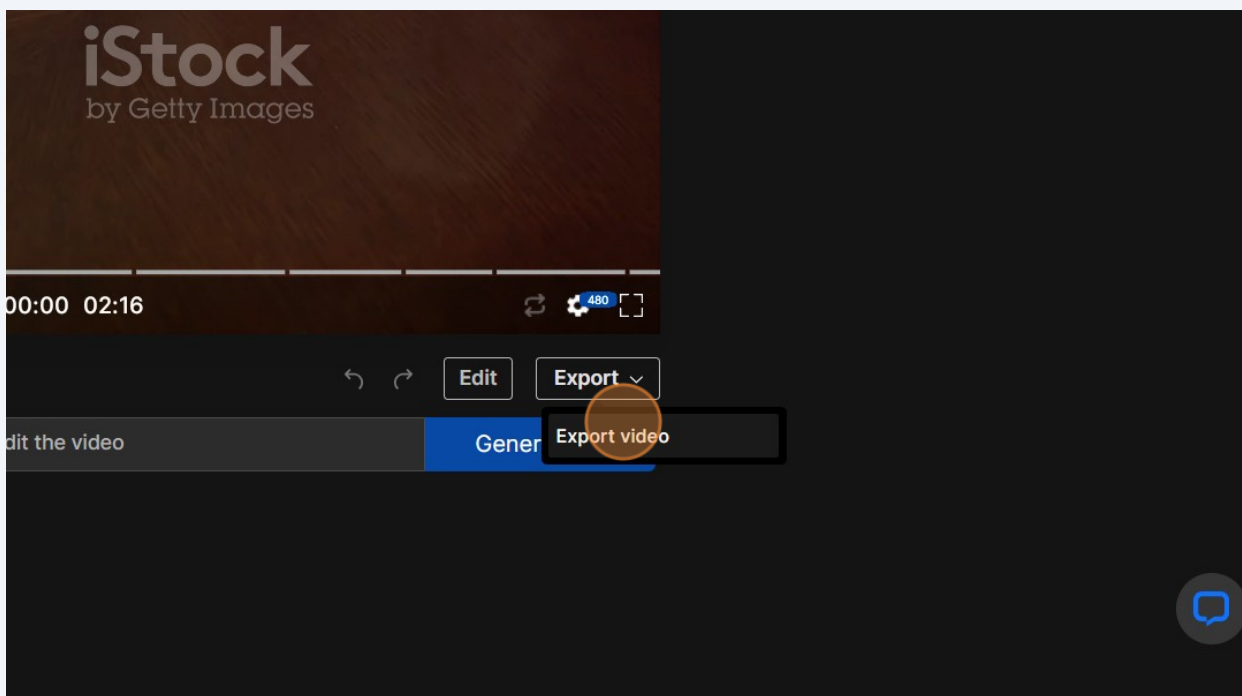 iStock
by Getty Images
00:00 02:16
480
Edit
Export
dit the video
Gener
Export video